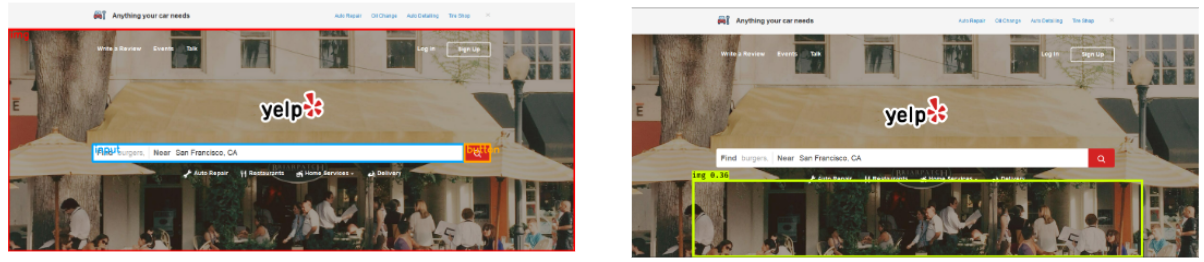 Anything your car needs Auto Repair Oil Change Auto Detailing Tire Shop ×
img
Write a Review Events Talk Log In Sign Up
yelp
input Find burgers, Near San Francisco, CA button
Auto Repair Restaurants Home Services Delivery
Anything your car needs Auto Repair Oil Change Auto Detailing Tire Shop ×
Write a Review Events Talk Log In Sign Up
yelp
Find burgers, Near San Francisco, CA
img 0.36
Auto Repair Restaurants Home Services Delivery